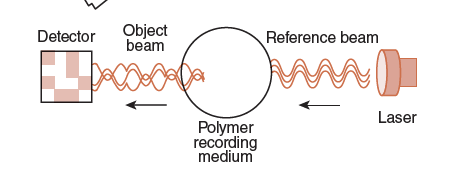 Detector
Object
beam
Reference beam
Laser
Polymer
recording
medium